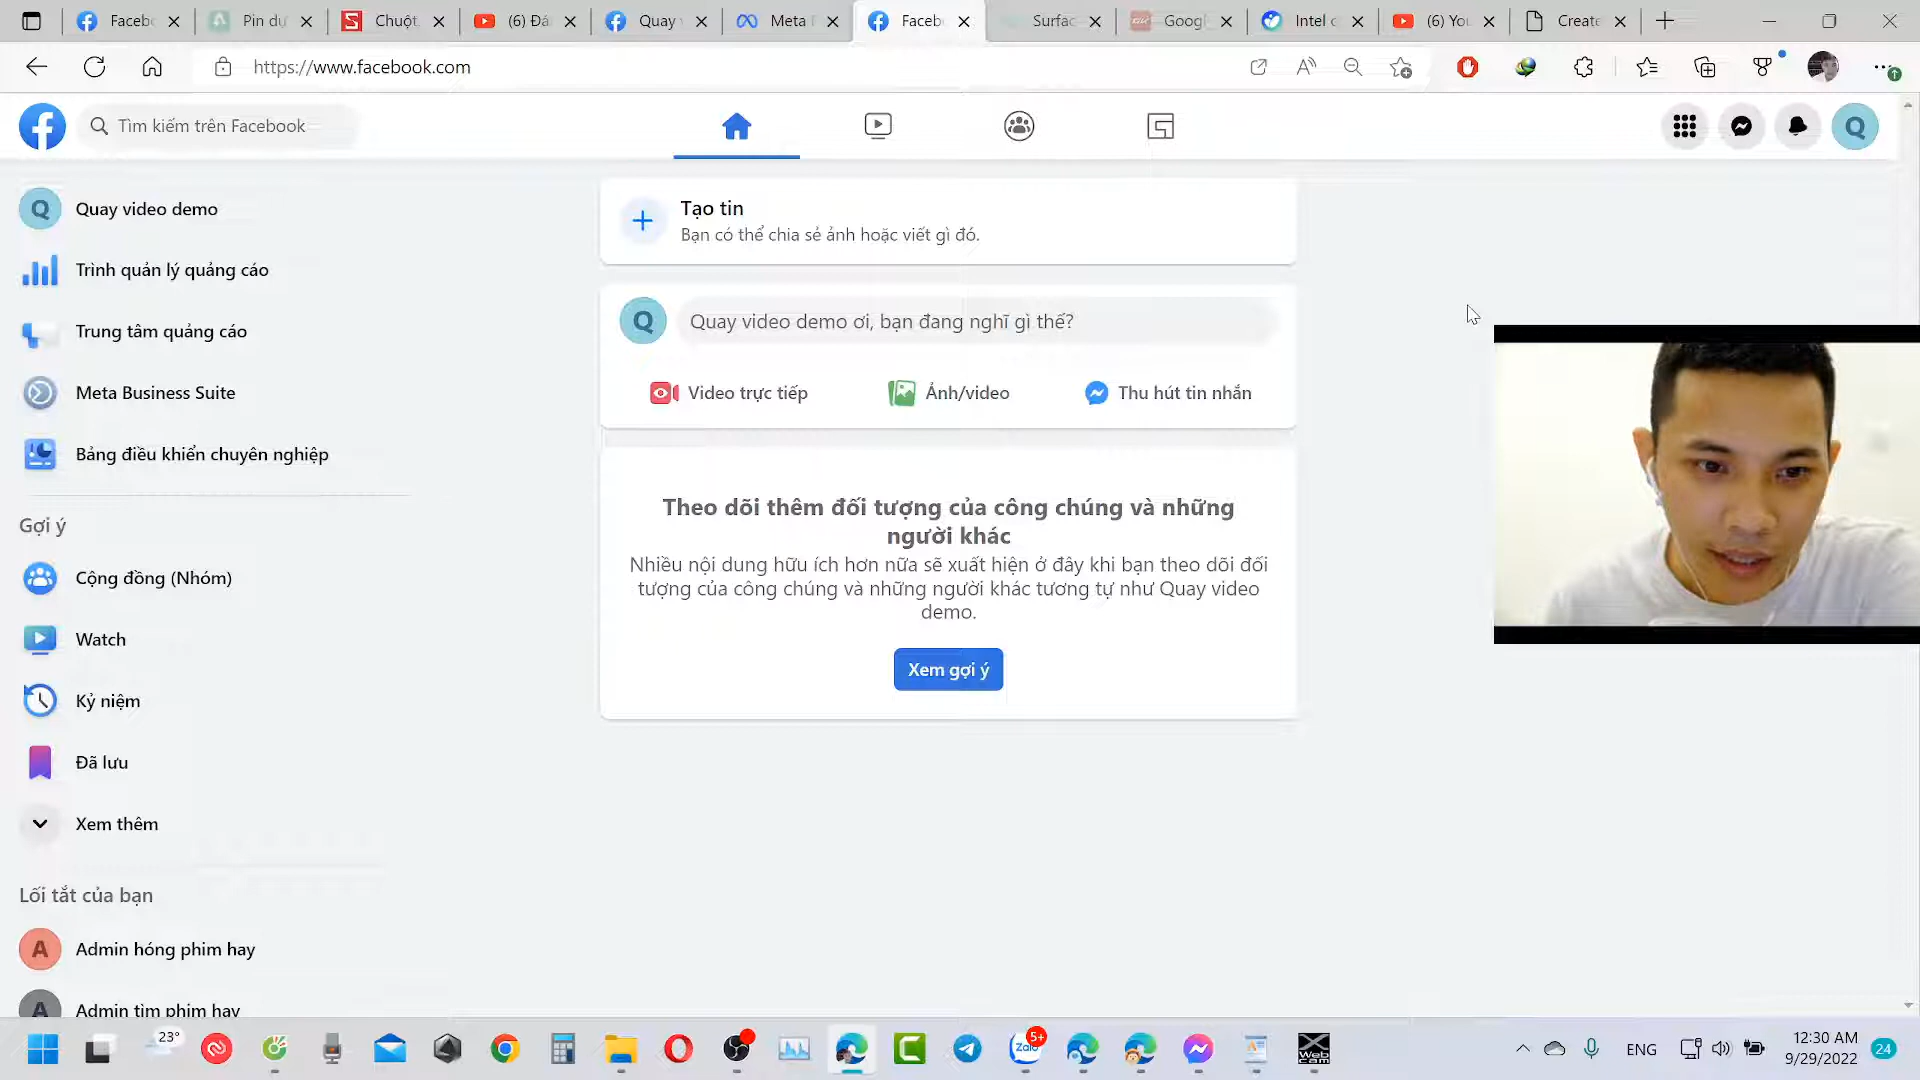 Facebo
Pin dự
Chuột
(6) Đá
Quay
Meta
Faceb
Surfac
Googl
Intel
(6) You
Create
https://www.facebook.com
Tìm kiếm trên Facebook
Q
Q Quay video demo
Trình quản lý quảng cáo
Trung tâm quảng cáo
Meta Business Suite
Bảng điều khiển chuyên nghiệp
Gợi ý
Cộng đồng (Nhóm)
Watch
Kỷ niệm
Đã lưu
Xem thêm
Lối tắt của bạn
A Admin hóng phim hay
A Admin tìm phim hay
Tạo tin
Bạn có thể chia sẻ ảnh hoặc viết gì đó.
Q Quay video demo ơi, bạn đang nghĩ gì thế?
Video trực tiếp
Ảnh/video
Thu hút tin nhắn
Theo dõi thêm đối tượng của công chúng và những
người khác
Nhiều nội dung hữu ích hơn nữa sẽ xuất hiện ở đây khi bạn theo dõi đối
tượng của công chúng và những người khác tương tự như Quay video
demo.
Xem gợi ý
23°
Zalo
5+
Web
Cam
ENG
12:30 AM
9/29/2022
24